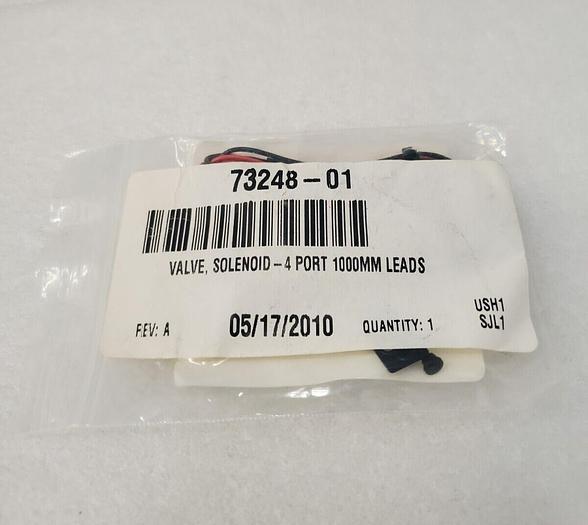 73248-01
VALVE, SOLENOID-4 PORT 1000MM LEADS
USH1
REV: A 05/17/2010 QUANTITY: 1 SJL1